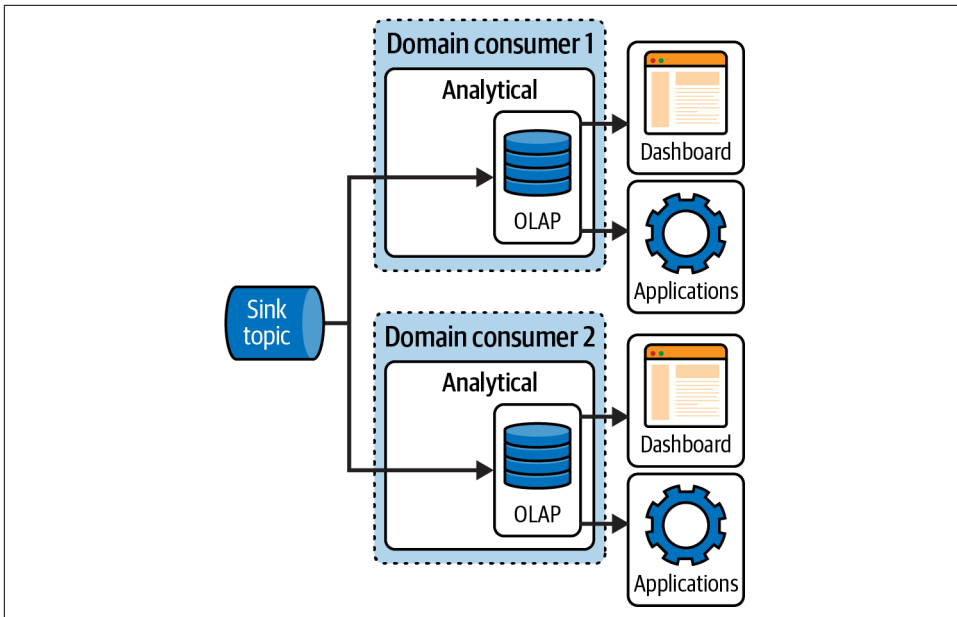 Domain consumer 1
Analytical
OLAP
Dashboard
Applications
Sink
topic
Domain consumer 2
Analytical
OLAP
Dashboard
Applications